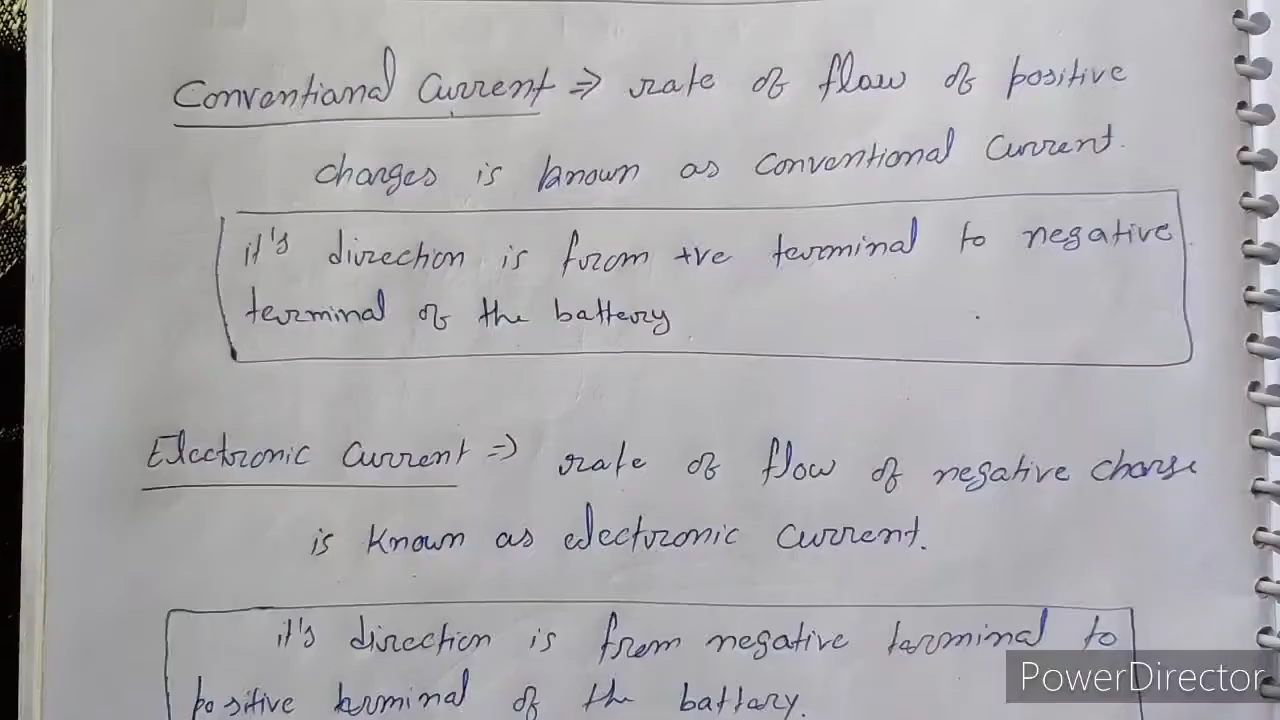 Conventional Current ⇒ rate of flow of positive
charges is known as conventional current.
it's direction is from +ve terminal to negative
terminal of the battery
Electronic Current ⇒ rate of flow of negative charge
is known as electronic current.
it's direction is from negative terminal to
positive terminal of the battary.
PowerDirector